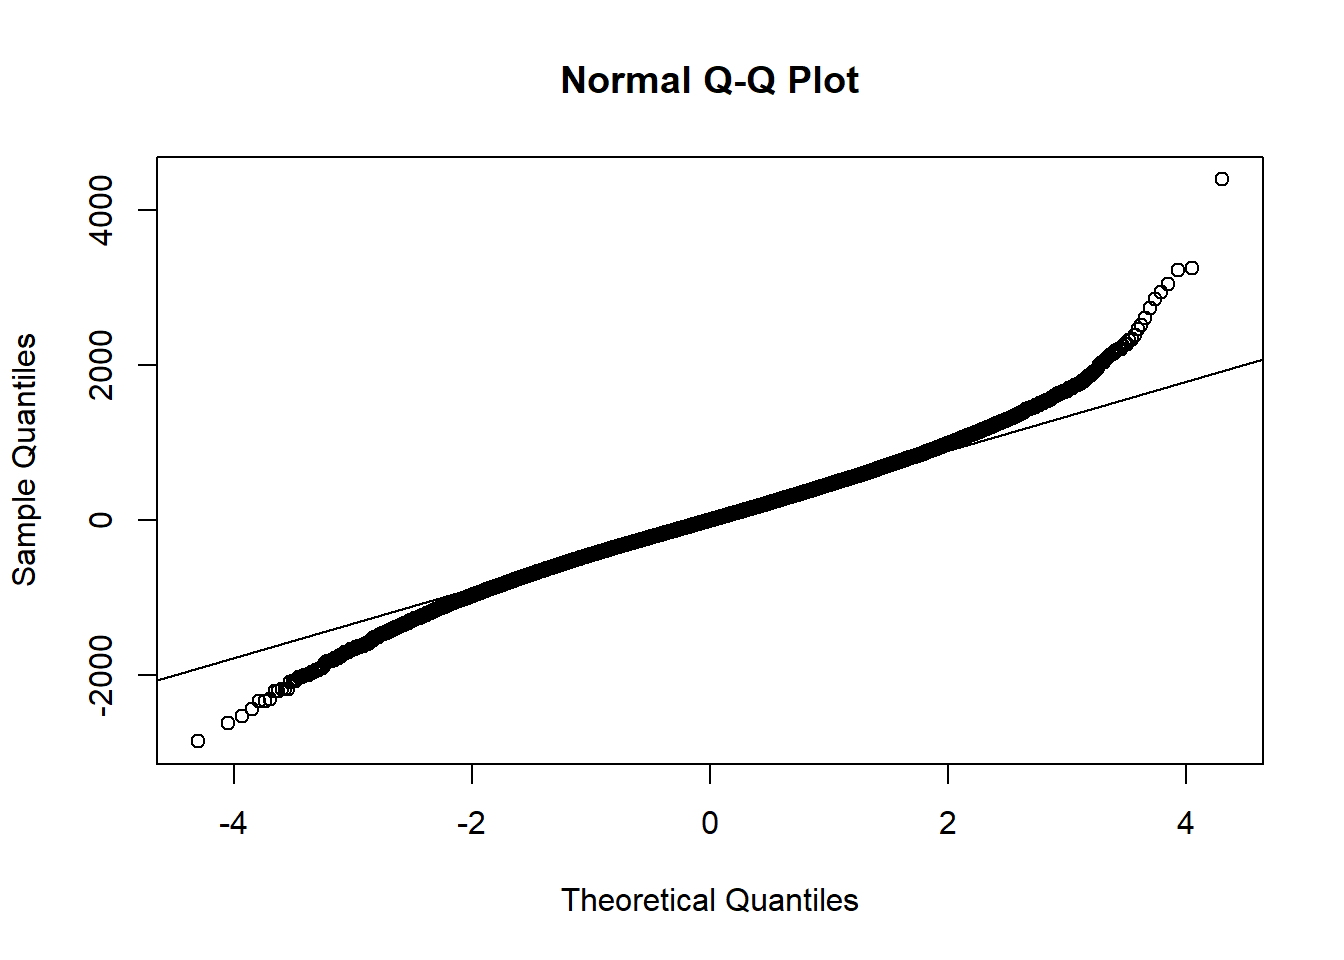 Normal Q-Q Plot
Sample Quantiles
4000
2000
0
-2000
-4 -2 0 2 4
Theoretical Quantiles